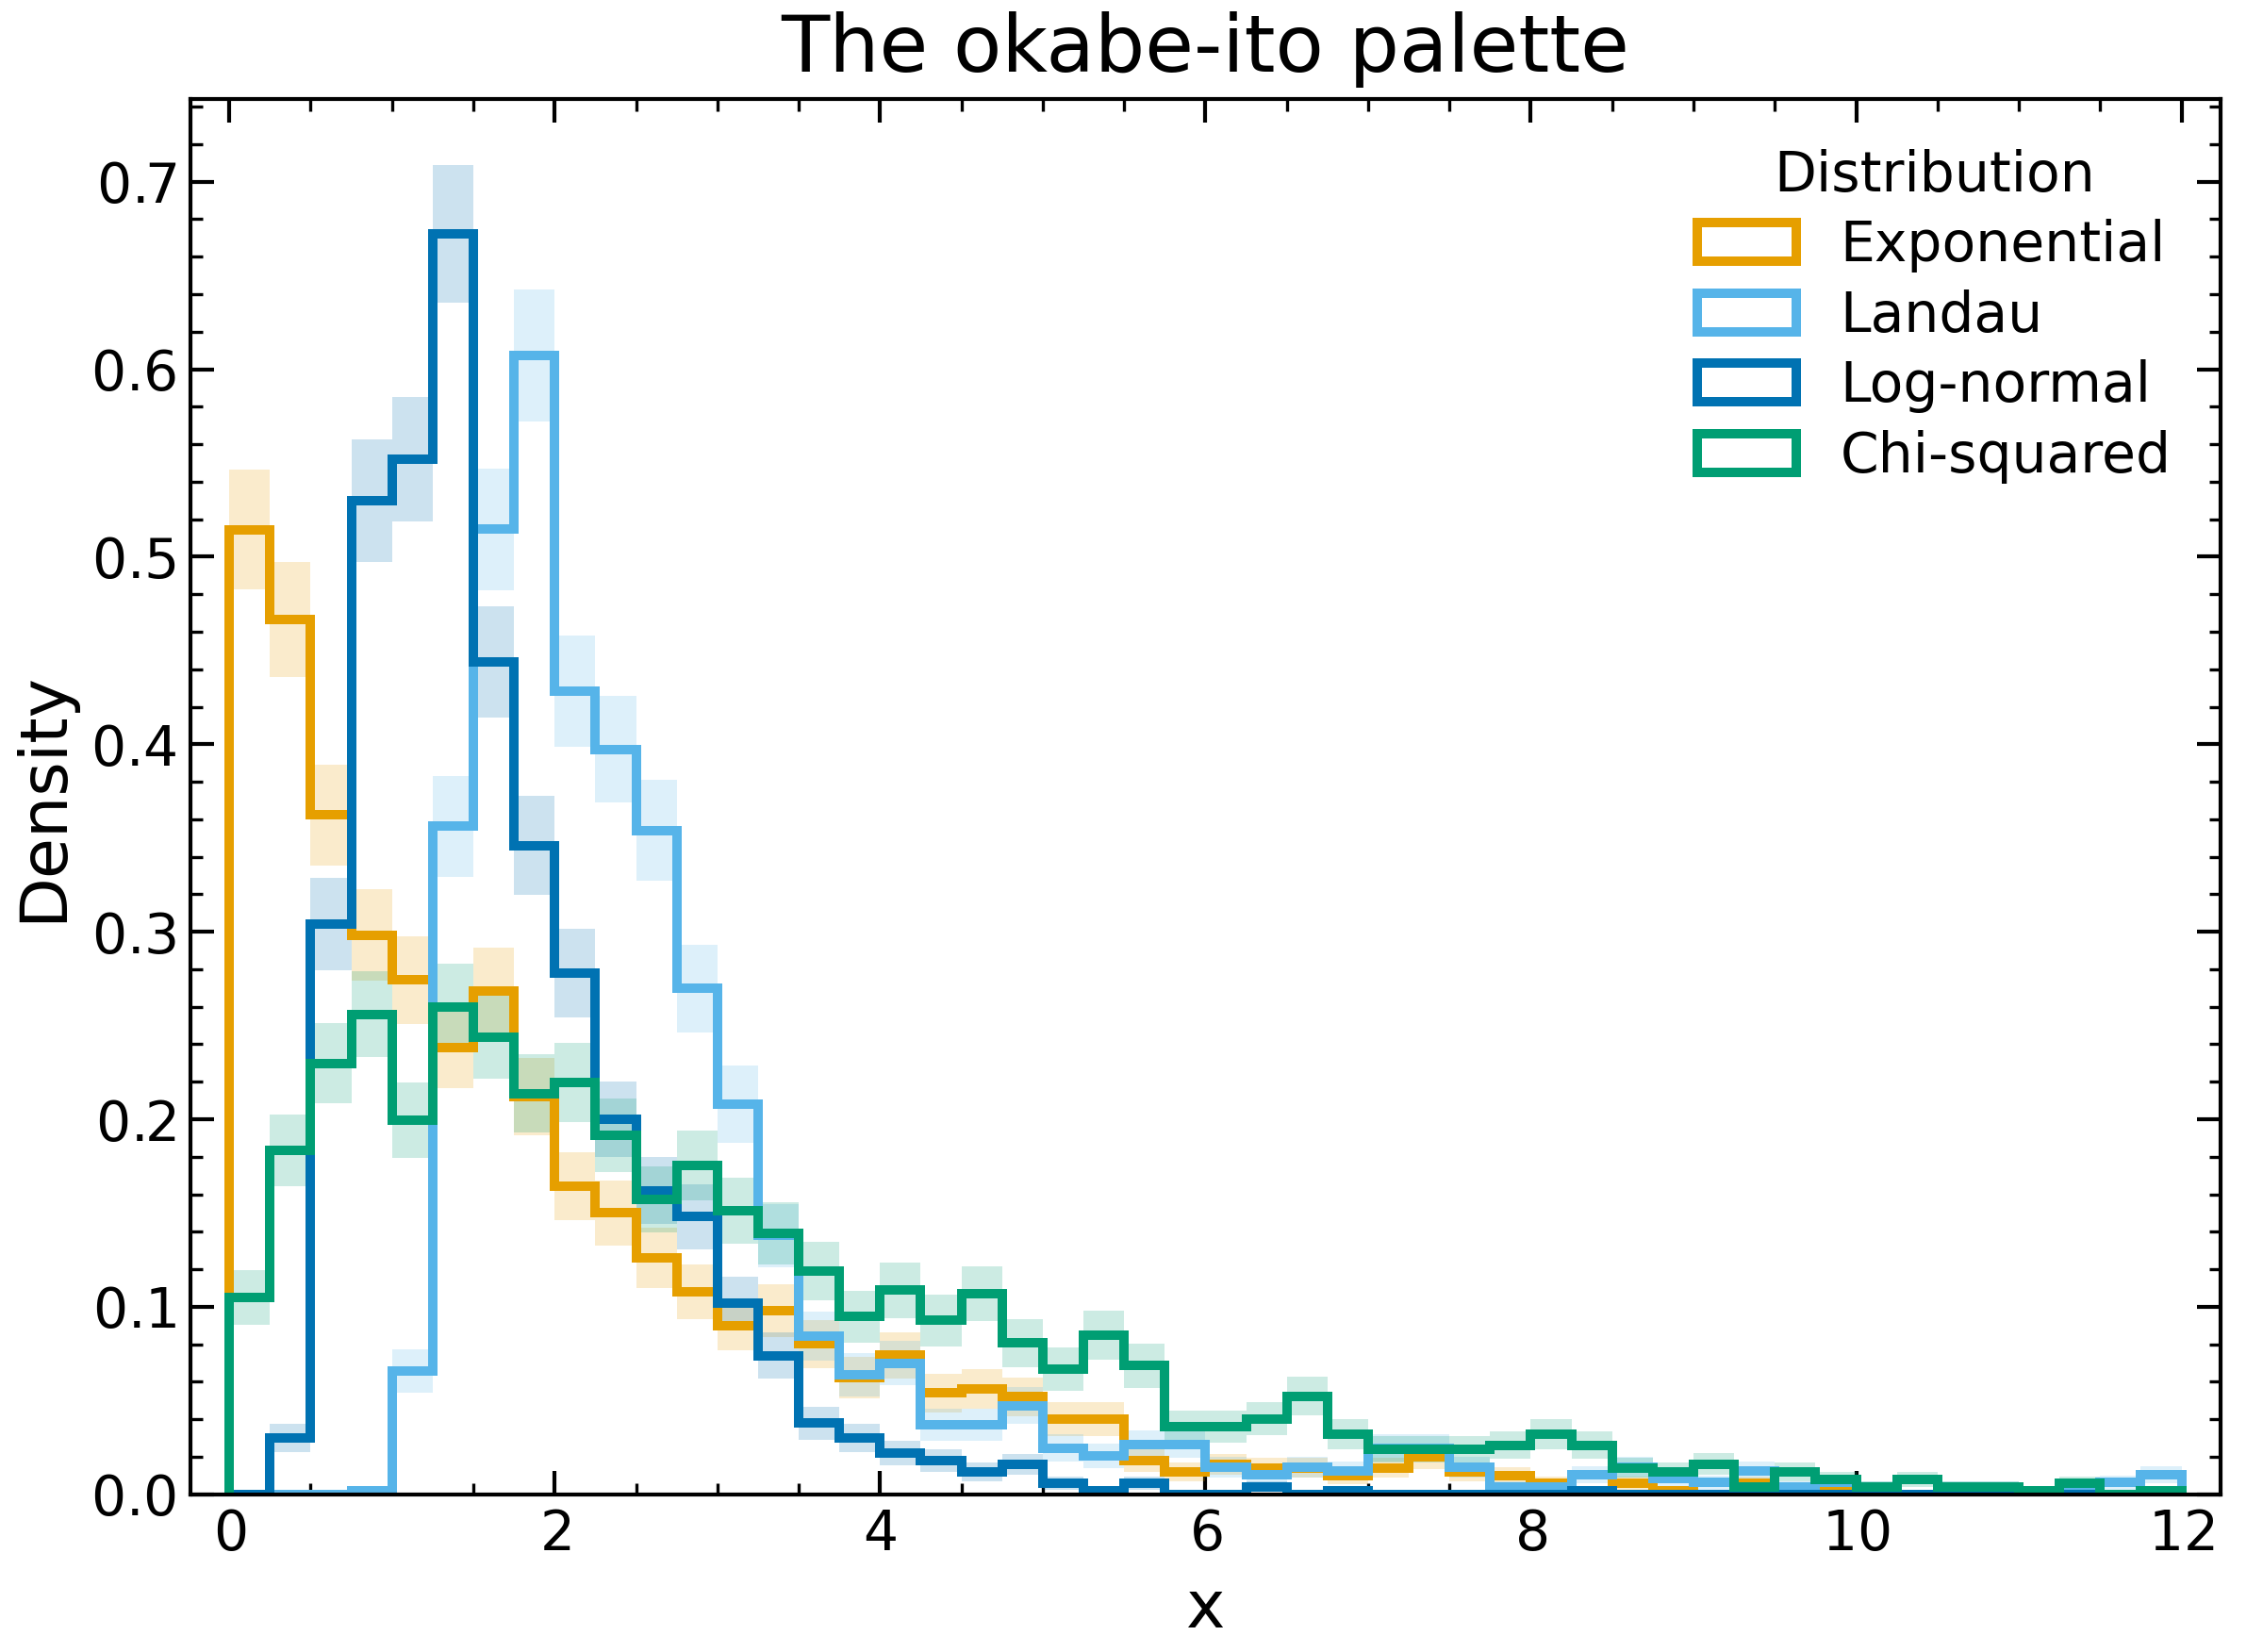 The okabe-ito palette
Distribution
Exponential
Landau
Log-normal
Chi-squared
Density
0.7
0.6
0.5
0.4
0.3
0.2
0.1
0.0
0 2 4 6 8 10 12
x